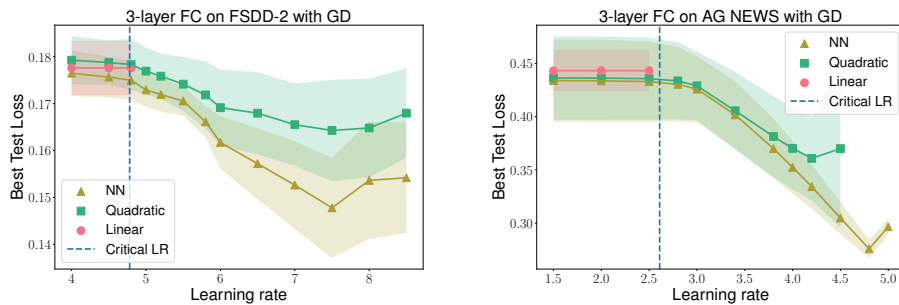 3-layer FC on FSDD-2 with GD
Best Test Loss
0.18
0.17
0.16
0.15
0.14
NN
Quadratic
Linear
Critical LR
4
5
6
7
8
Learning rate
3-layer FC on AG NEWS with GD
Best Test Loss
0.45
0.40
0.35
0.30
NN
Quadratic
Linear
Critical LR
1.5
2.0
2.5
3.0
3.5
4.0
4.5
5.0
Learning rate